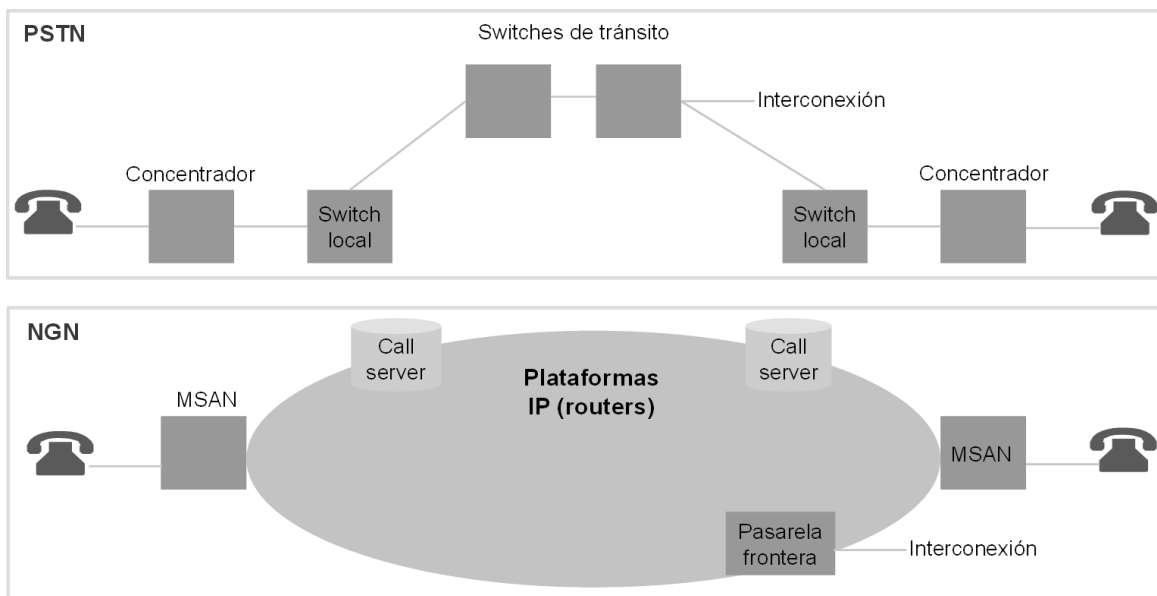 PSTN
Switches de tránsito
Interconexión
Concentrador
Concentrador
Switch
local
Switch
local
NGN
Call
server
Call
server
Plataformas
IP (routers)
MSAN
MSAN
Pasarela
frontera
Interconexión